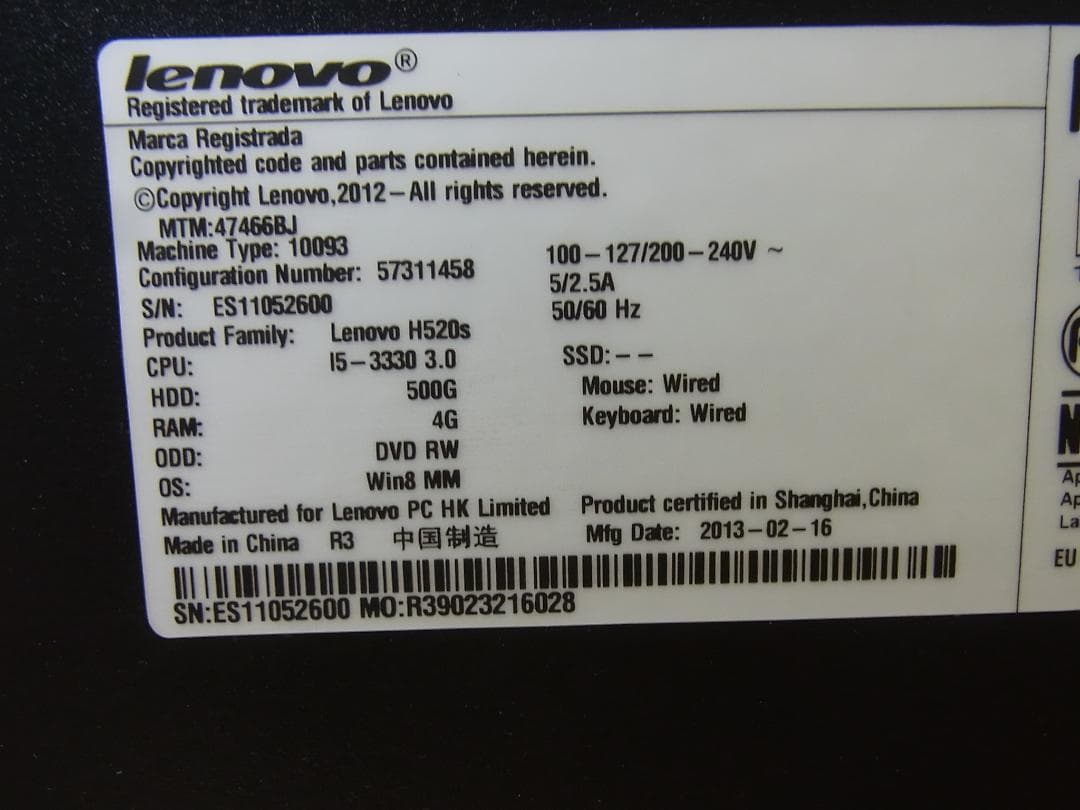 lenovo®
Registered trademark of Lenovo
Marca Registrada
Copyrighted code and parts contained herein.
©Copyright Lenovo,2012–All rights reserved.
MTM:47466BJ
Machine Type: 10093
Configuration Number: 57311458
S/N: ES11052600
Product Family: Lenovo H520s
CPU: I5–3330 3.0
HDD: 500G
RAM: 4G
ODD: DVD RW
OS: Win8 MM
100–127/200–240V ~
5/2.5A
50/60 Hz
SSD:– –
Mouse: Wired
Keyboard: Wired
Manufactured for Lenovo PC HK Limited
Made in China R3 中国制造
Product certified in Shanghai,China
Mfg Date: 2013–02–16
SN:ES11052600 MO:R39023216028
EU